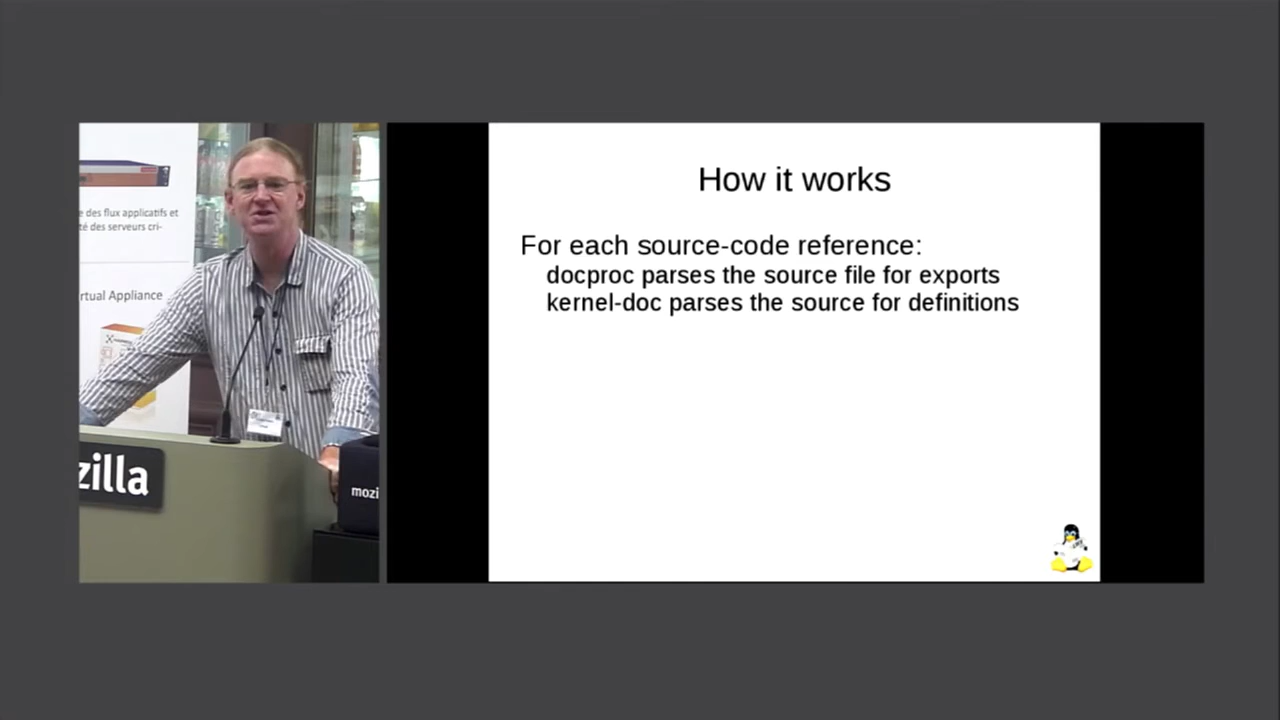 e des flux applicatifs et
té des serveurs cri-
rtual Appliance
zilla
mozi
How it works
For each source-code reference:
docproc parses the source file for exports
kernel-doc parses the source for definitions